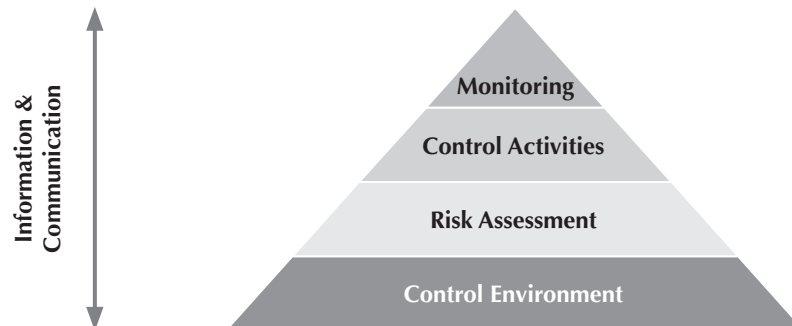 Information &
Communication
Monitoring
Control Activities
Risk Assessment
Control Environment